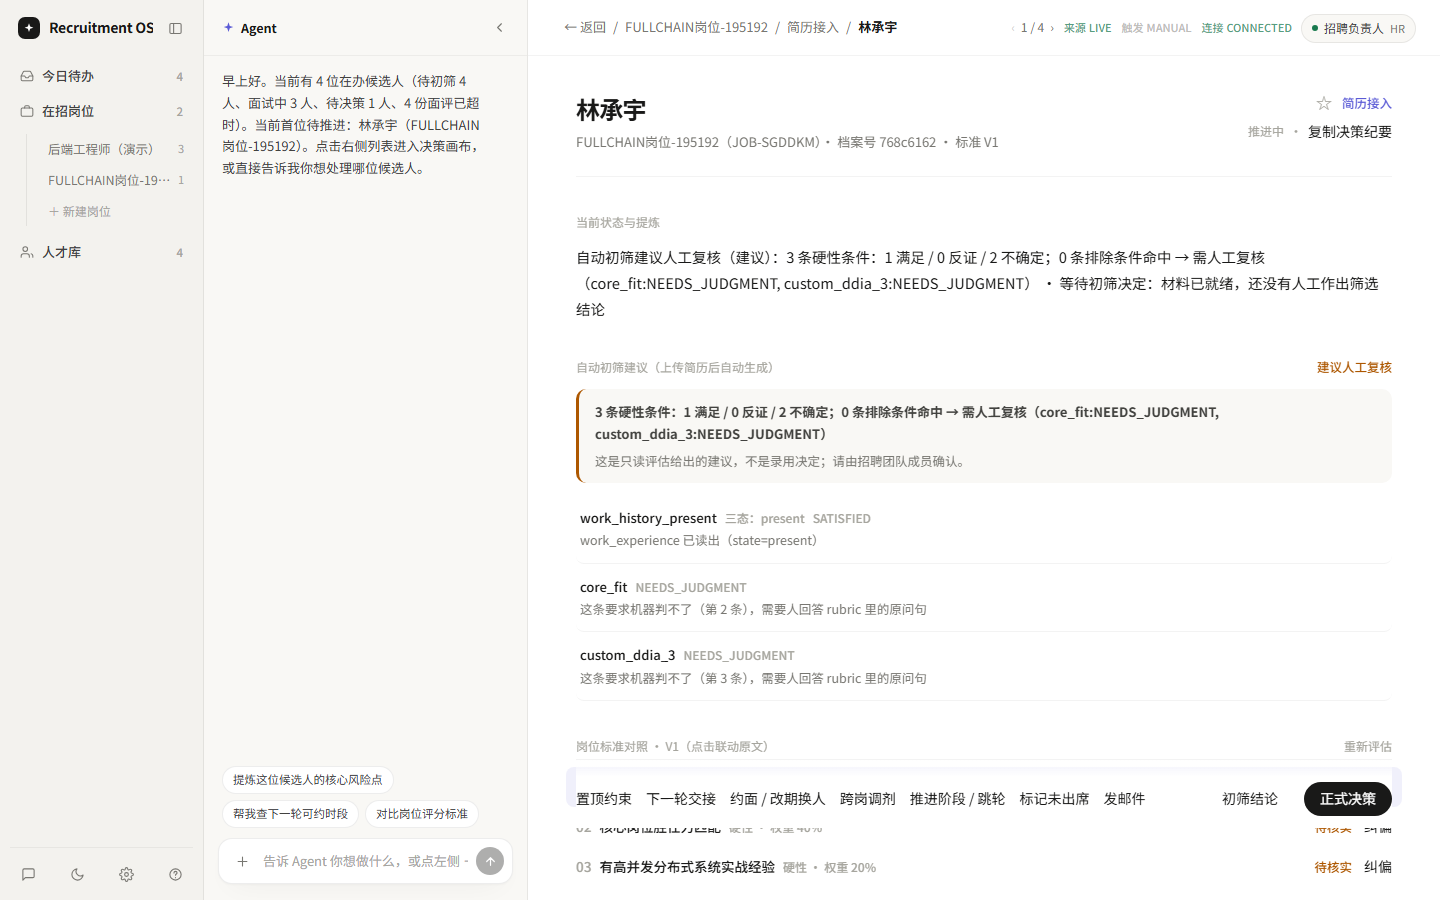 Recruitment OS
今日待办 4
在招岗位 2
后端工程师（演示） 3
FULLCHAIN岗位-19··· 1
新建岗位
人才库 4
Agent
早上好。当前有 4 位在办候选人（待初筛 4
人、面试中 3 人、待决策 1 人、4 份面评已超
时）。当前首位待推进：林承宇（FULLCHAIN
岗位-195192）。点击右侧列表进入决策画布，
或直接告诉我你想处理哪位候选人。
提炼这位候选人的核心风险点
帮我查下一轮可约时段 对比岗位评分标准
告诉 Agent 你想做什么，或点左侧
← 返回 / FULLCHAIN岗位-195192 / 简历接入 / 林承宇
‹ 1 / 4 › 来源 LIVE 触发 MANUAL 连接 CONNECTED 招聘负责人 HR
林承宇
☆ 简历接入
FULLCHAIN岗位-195192（JOB-SGDDKM）· 档案号 768c6162 · 标准 V1
推进中 · 复制决策纪要
当前状态与提炼
自动初筛建议人工复核（建议）：3 条硬性条件：1 满足 / 0 反证 / 2 不确定；0 条排除条件命中 → 需人工复核
（core_fit:NEEDS_JUDGMENT, custom_ddia_3:NEEDS_JUDGMENT） · 等待初筛决定：材料已就绪，还没有人工作出筛选
结论
自动初筛建议（上传简历后自动生成） 建议人工复核
3 条硬性条件：1 满足 / 0 反证 / 2 不确定；0 条排除条件命中 → 需人工复核（core_fit:NEEDS_JUDGMENT,
custom_ddia_3:NEEDS_JUDGMENT）
这是只读评估给出的建议，不是录用决定；请由招聘团队成员确认。
work_history_present 三态：present SATISFIED
work_experience 已读出（state=present）
core_fit NEEDS_JUDGMENT
这条要求机器判不了（第 2 条），需要人回答 rubric 里的原问句
custom_ddia_3 NEEDS_JUDGMENT
这条要求机器判不了（第 3 条），需要人回答 rubric 里的原问句
岗位标准对照 · V1（点击联动原文） 重新评估
置顶约束 下一轮交接 约面 / 改期换人 跨岗调剂 推进阶段 / 跳轮 标记未出席 发邮件 初筛结论 正式决策
02 核心岗位胜任力匹配 硬性 · 权重 40% 待核实 纠偏
03 有高并发分布式系统实战经验 硬性 · 权重 20% 待核实 纠偏